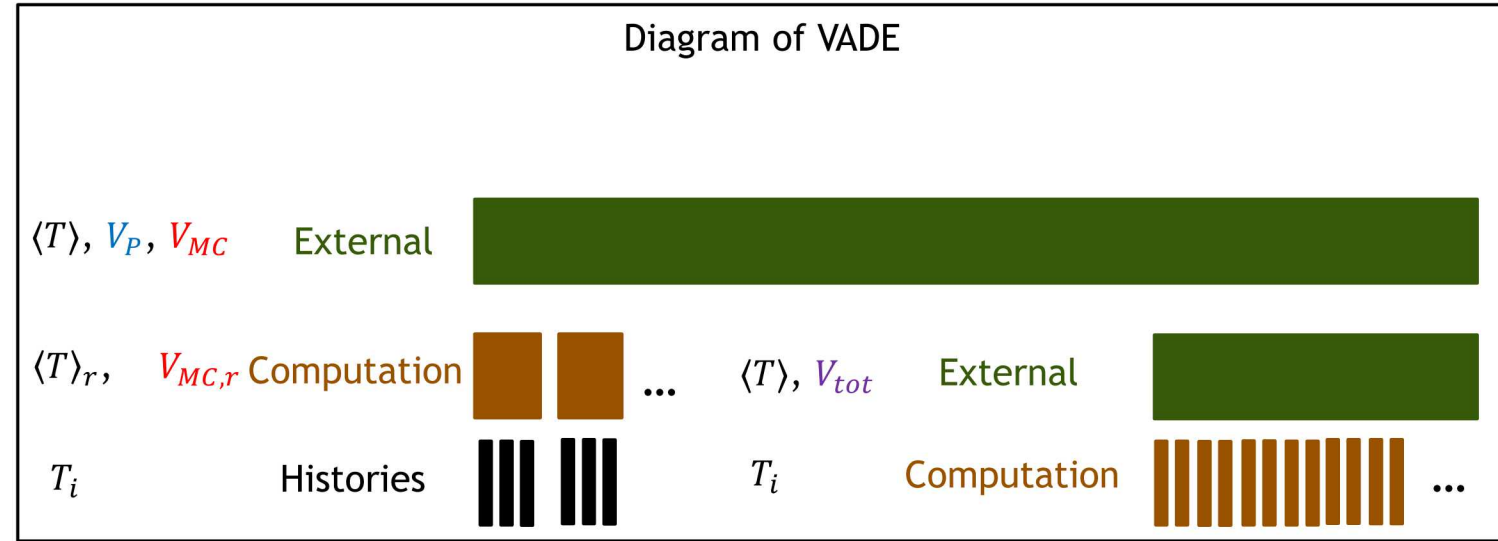 Diagram of VADE
⟨T⟩, V_P, V_MC External
⟨T⟩_r, V_MC,r Computation ... ⟨T⟩, V_tot External
T_i Histories T_i Computation ...